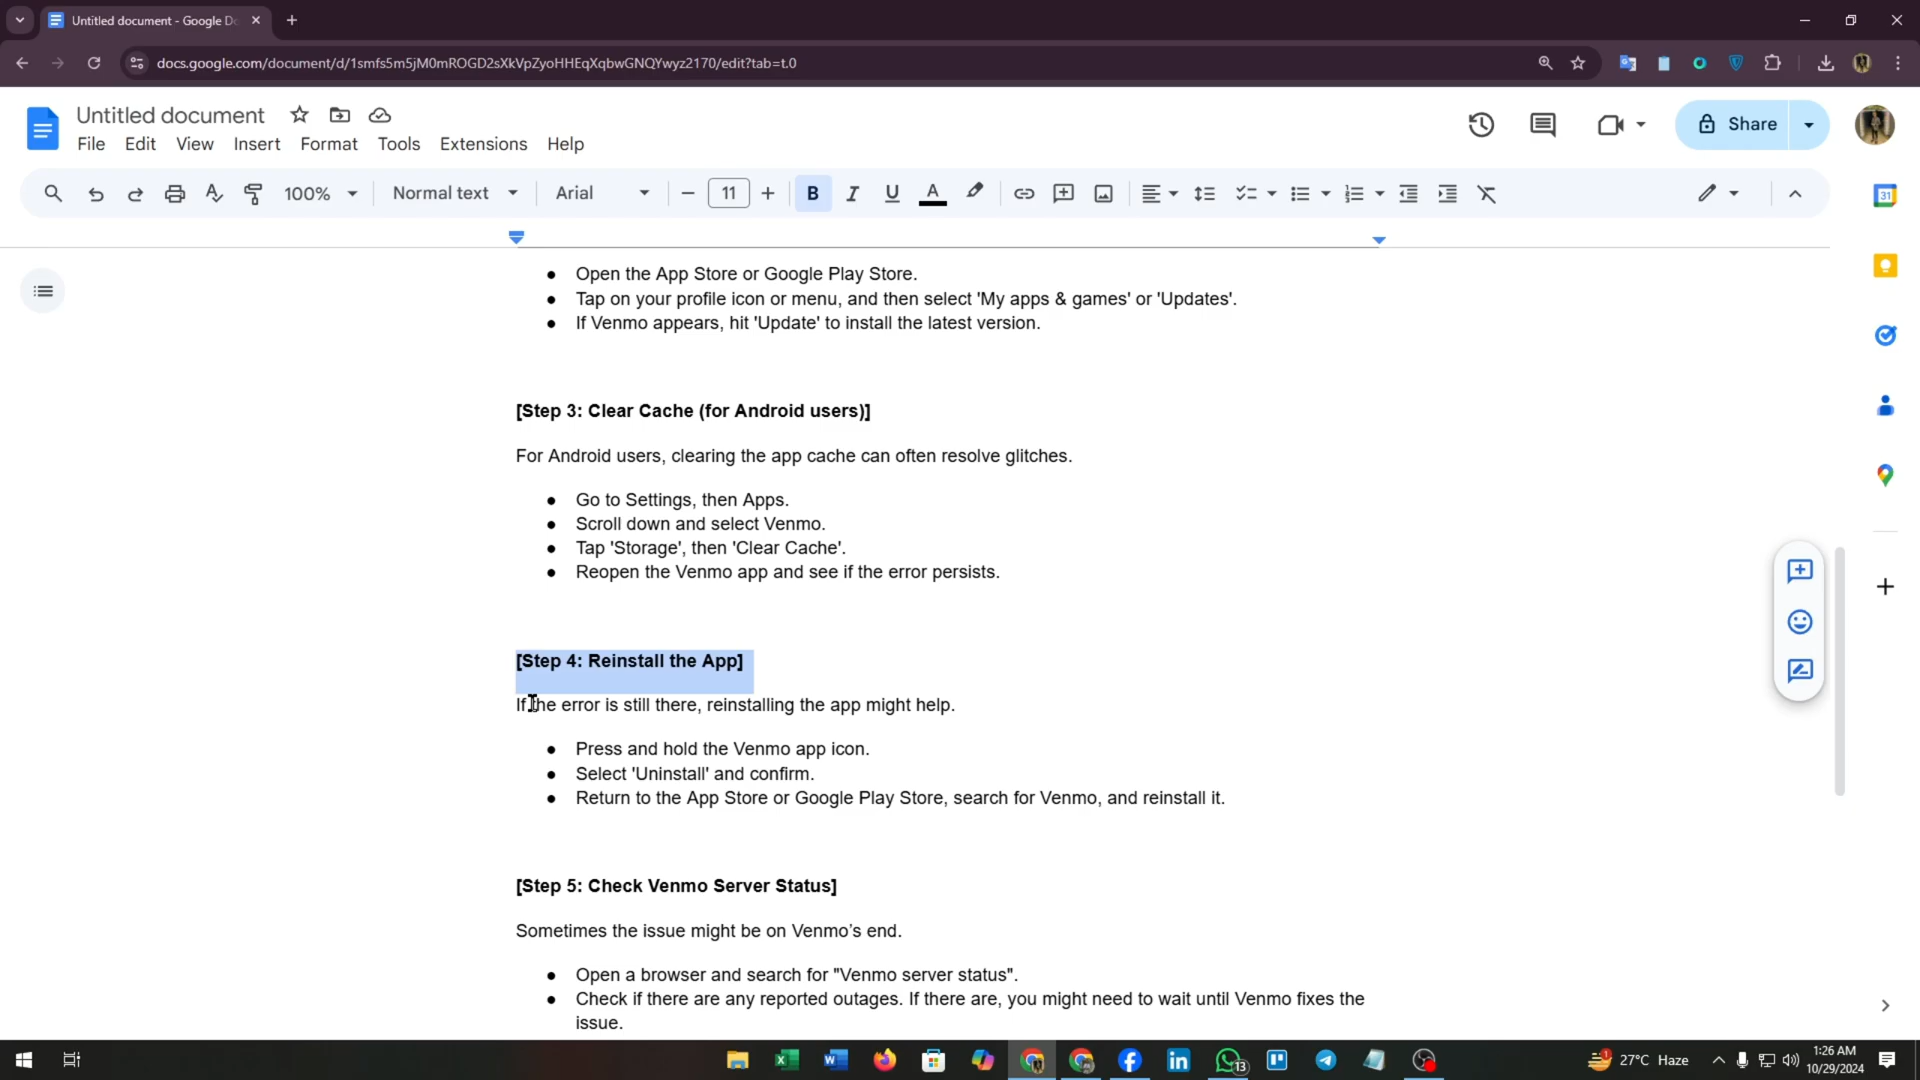 Untitled document - Google Do
docs.google.com/document/d/1smfs5m5jM0mROGD2sXkVpZyoHHEqXqbwGNQYwyz2170/edit?tab=t.0
Untitled document
File Edit View Insert Format Tools Extensions Help
Share
100% Normal text Arial 11 B I U A
31
Open the App Store or Google Play Store.
Tap on your profile icon or menu, and then select 'My apps & games' or 'Updates'.
If Venmo appears, hit 'Update' to install the latest version.
[Step 3: Clear Cache (for Android users)]
For Android users, clearing the app cache can often resolve glitches.
Go to Settings, then Apps.
Scroll down and select Venmo.
Tap 'Storage', then 'Clear Cache'.
Reopen the Venmo app and see if the error persists.
[Step 4: Reinstall the App]
If the error is still there, reinstalling the app might help.
Press and hold the Venmo app icon.
Select 'Uninstall' and confirm.
Return to the App Store or Google Play Store, search for Venmo, and reinstall it.
[Step 5: Check Venmo Server Status]
Sometimes the issue might be on Venmo’s end.
Open a browser and search for "Venmo server status".
Check if there are any reported outages. If there are, you might need to wait until Venmo fixes the
issue.
13
1
27°C Haze
1:26 AM
10/29/2024